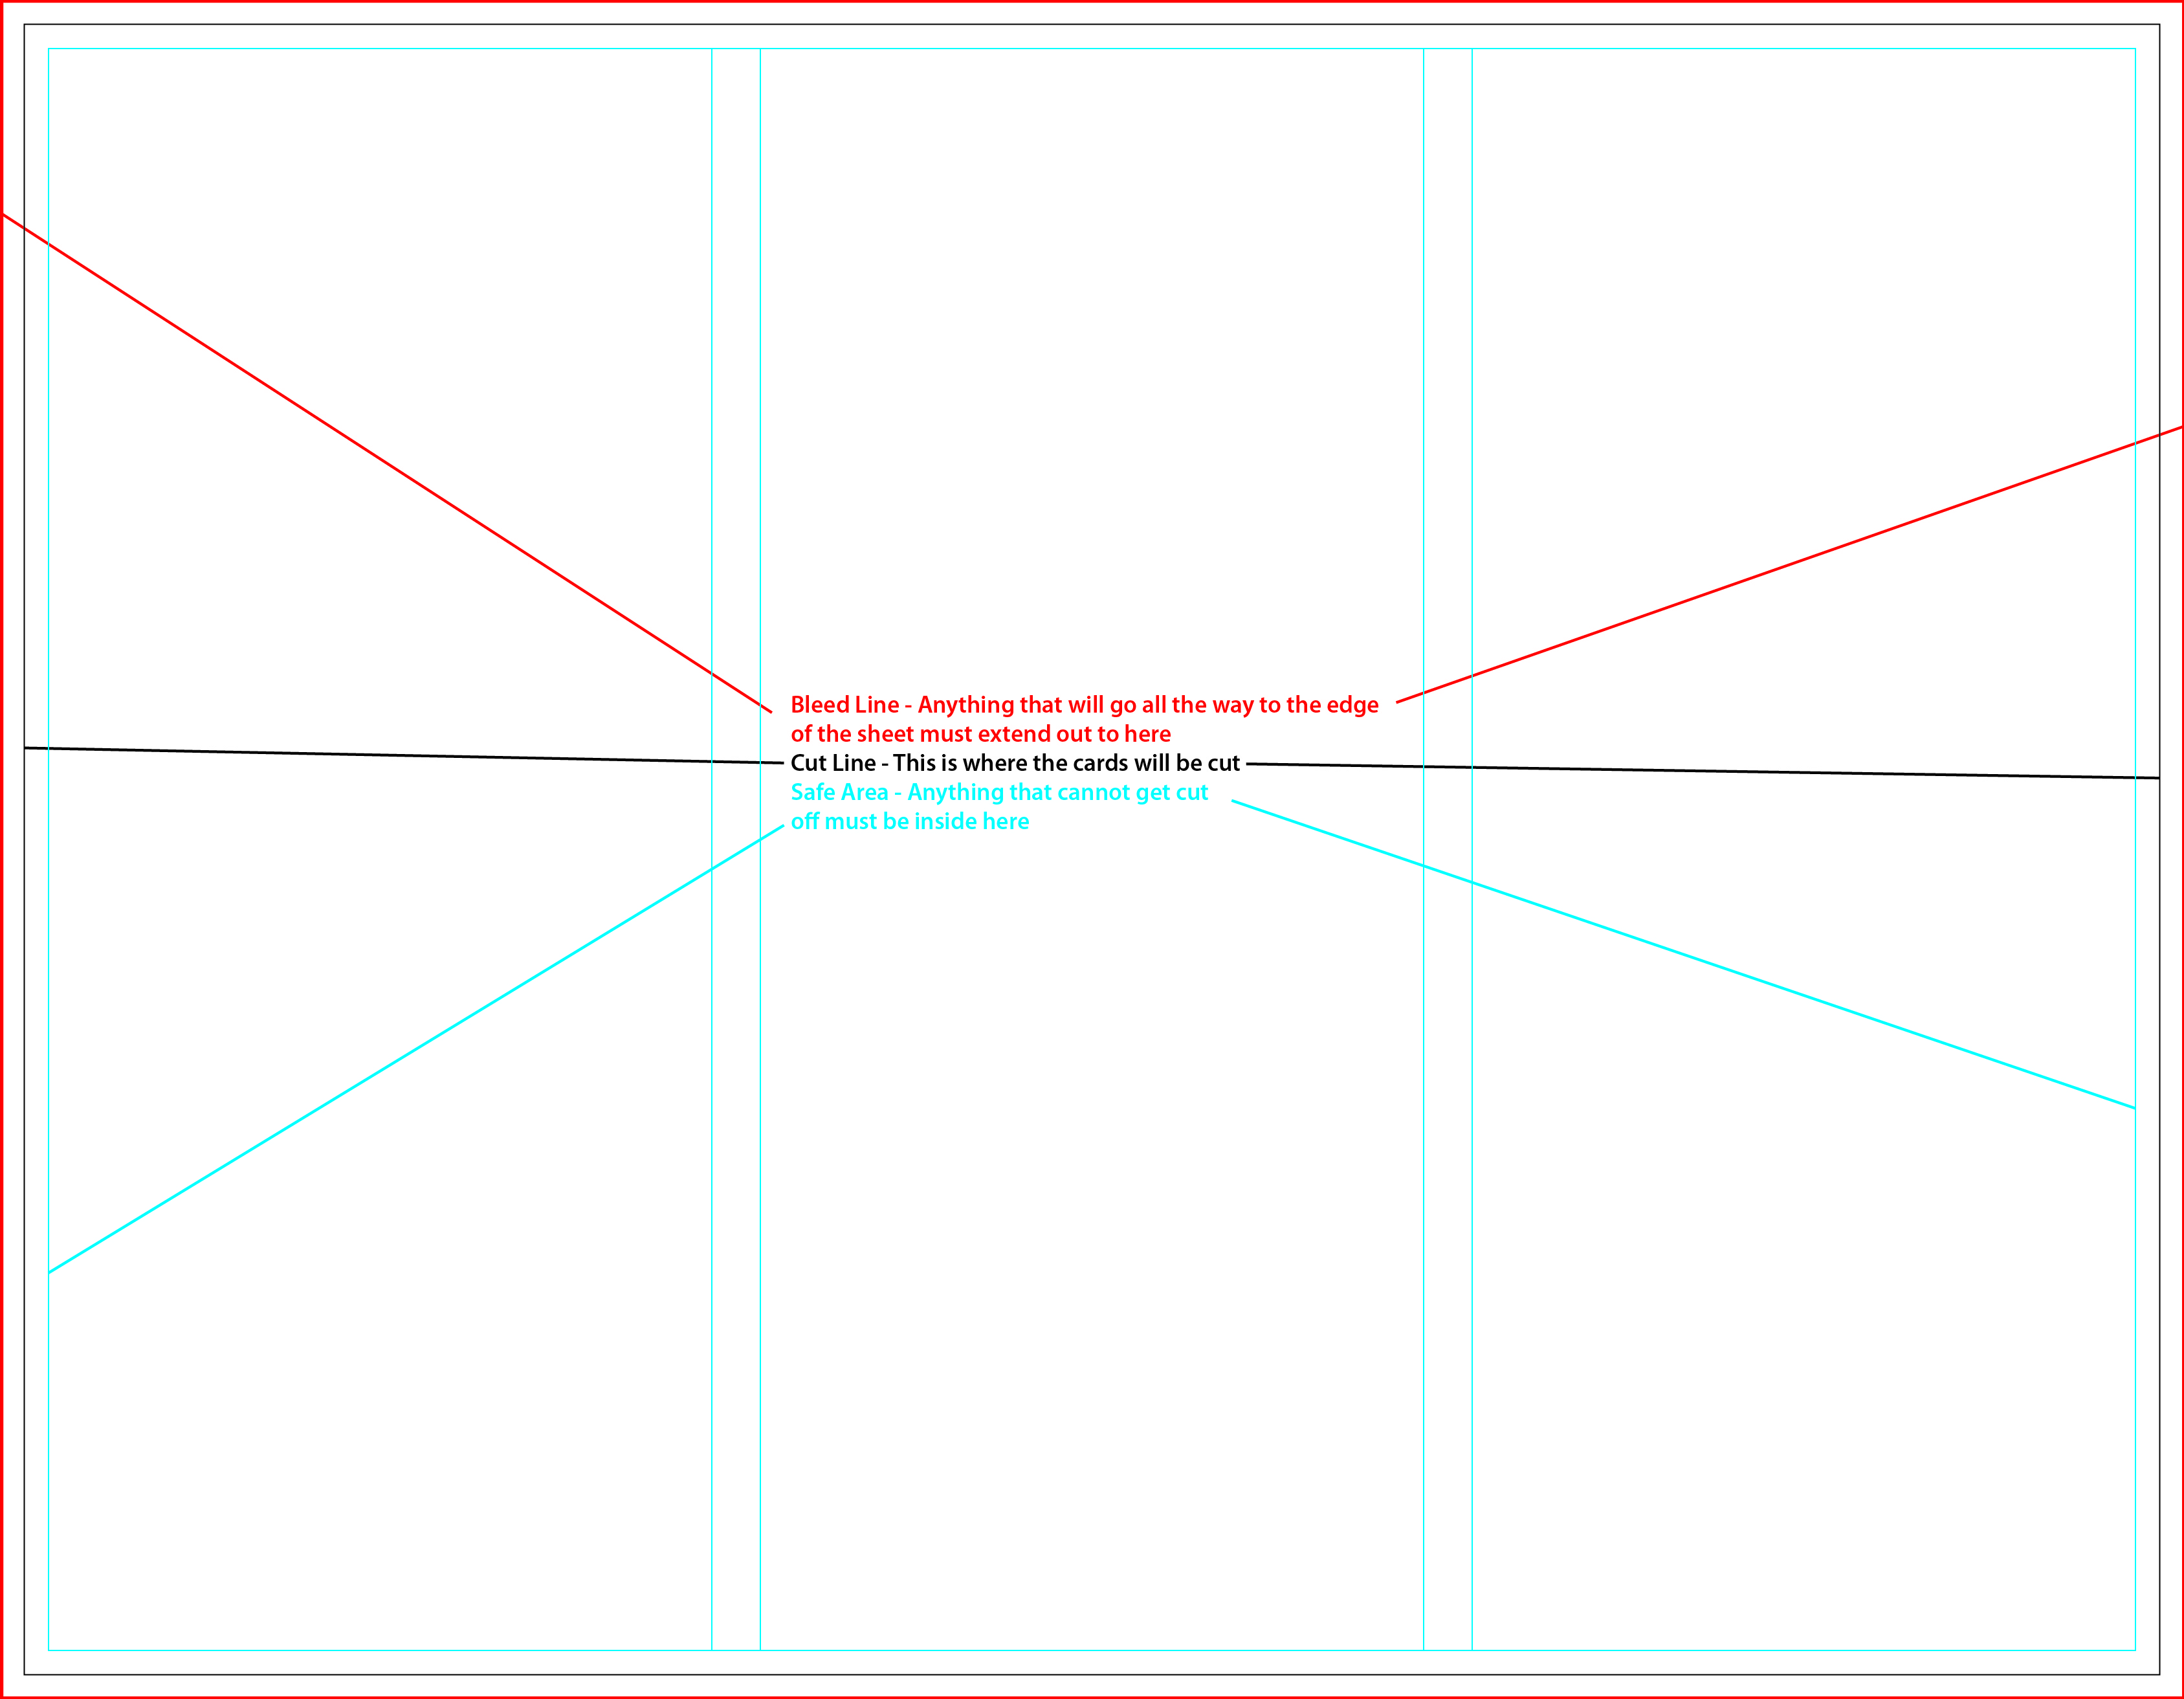 Bleed Line - Anything that will go all the way to the edge
of the sheet must extend out to here
Cut Line - This is where the cards will be cut
Safe Area - Anything that cannot get cut
off must be inside here